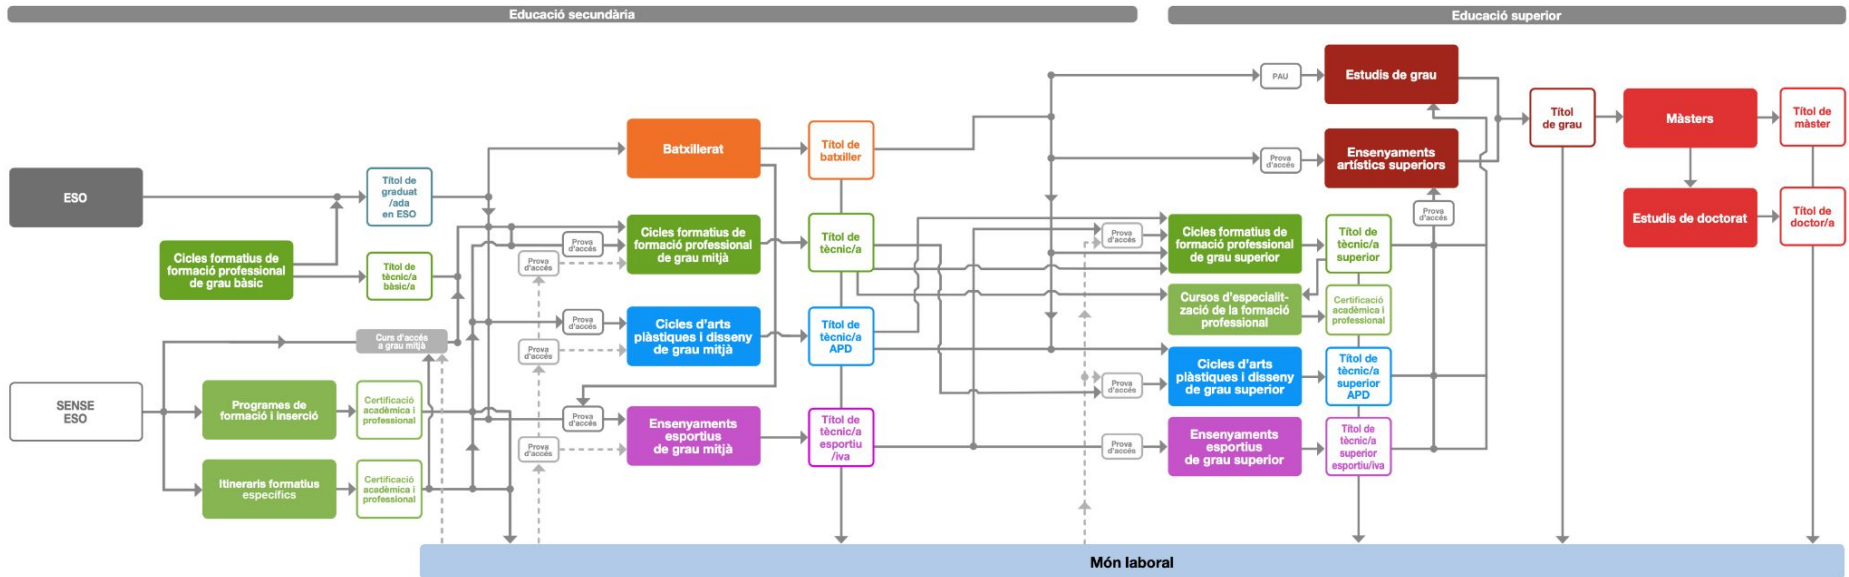 Educació secundària
Educació superior
PAU
Estudis de grau
Títol
de grau
Màsters
Títol de
màster
Batxillerat
Títol de
batxiller
Prova
d'accés
Ensenyaments
artístics superiors
ESO
Títol de
graduat
/ada
en ESO
Prova
d'accés
Estudis de doctorat
Títol de
doctor/a
Cicles formatius de
formació professional
de grau bàsic
Títol de
tècnic/a
bàsic/a
Prova
d'accés
Prova
d'accés
Cicles formatius de
formació professional
de grau mitjà
Títol de
tècnic/a
Prova
d'accés
Cicles formatius de
formació professional
de grau superior
Títol de
tècnic/a
superior
Cursos d'especialit-
zació de la formació
professional
Certificació
acadèmica i
professional
Curs d'accés
a grau mitjà
Prova
d'accés
Prova
d'accés
Cicles d'arts
plàstiques i disseny
de grau mitjà
Títol de
tècnic/a
APD
Prova
d'accés
Cicles d'arts
plàstiques i disseny
de grau superior
Títol de
tècnic/a
superior
APD
SENSE
ESO
Programes de
formació i inserció
Certificació
acadèmica i
professional
Prova
d'accés
Prova
d'accés
Ensenyaments
esportius
de grau mitjà
Títol de
tècnic/a
esportiu
/iva
Prova
d'accés
Ensenyaments
esportius
de grau superior
Títol de
tècnic/a
superior
esportiu/iva
Itineraris formatius
específics
Certificació
acadèmica i
professional
Món laboral